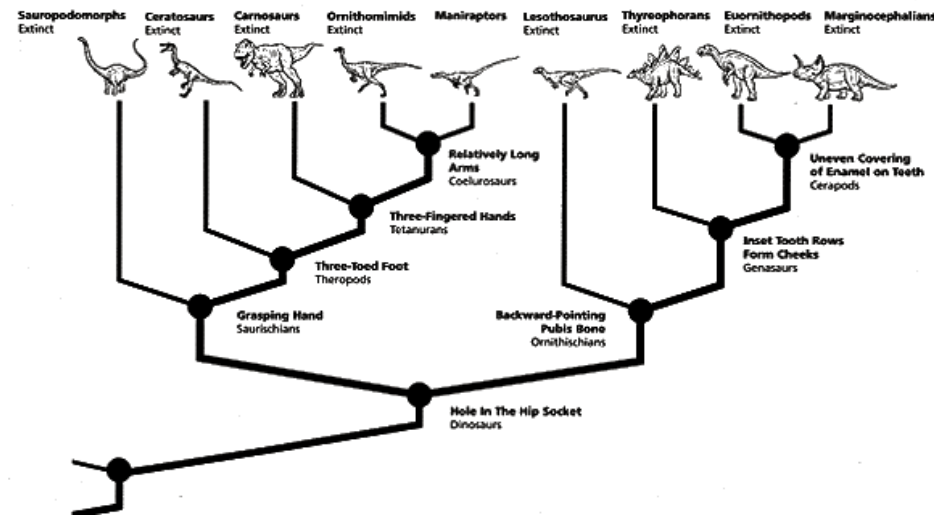 Sauropodomorphs
Extinct
Ceratosaurs
Extinct
Carnosaurs
Extinct
Ornithomimids
Extinct
Maniraptors
Lesothosaurus
Extinct
Thyreophorans
Extinct
Euornithopods
Extinct
Marginocephalians
Extinct
Relatively Long
Arms
Coelurosaurs
Uneven Covering
of Enamel on Teeth
Cerapods
Three-Fingered Hands
Tetanurans
Inset Tooth Rows
Form Cheeks
Genasaurs
Three-Toed Foot
Theropods
Grasping Hand
Saurischians
Backward-Pointing
Pubis Bone
Ornithischians
Hole In The Hip Socket
Dinosaurs